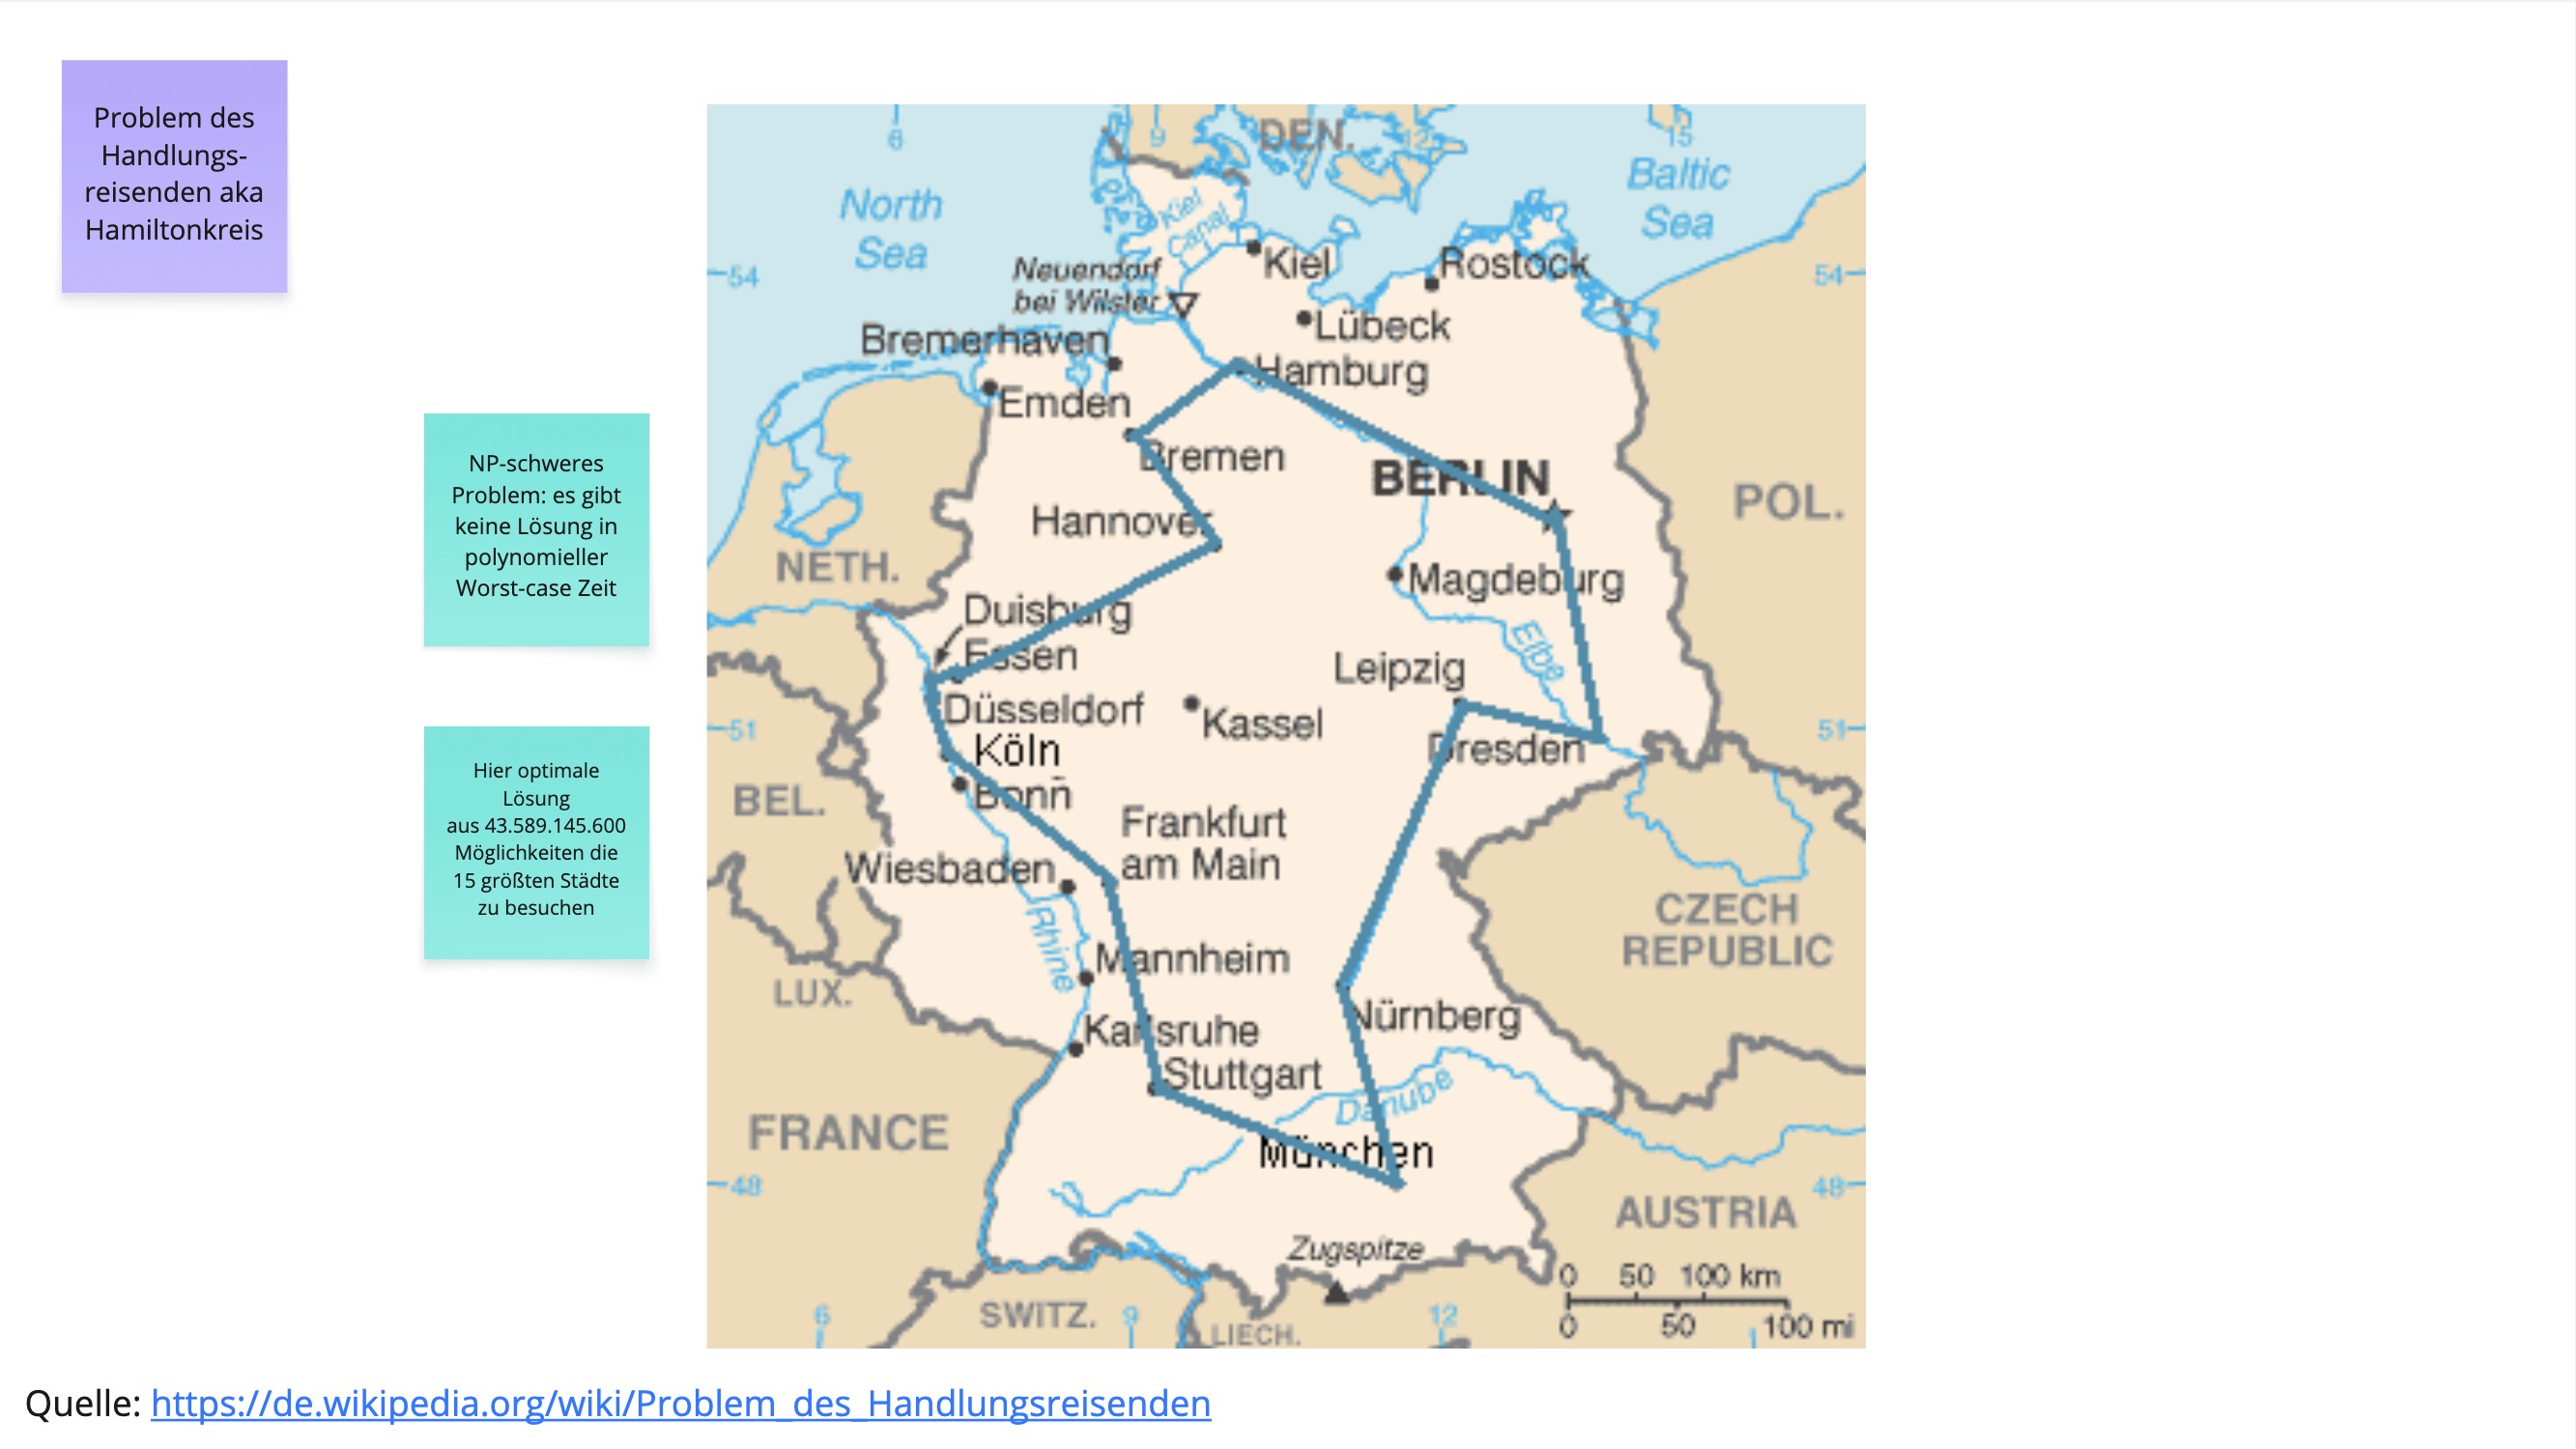 Problem des
Handlungs-
reisenden aka
Hamiltonkreis
NP-schweres
Problem: es gibt
keine Lösung in
polynomieller
Worst-case Zeit
Hier optimale
Lösung
aus 43.589.145.600
Möglichkeiten die
15 größten Städte
zu besuchen
DEN.
6
9
12
15
North
Sea
Baltic
Sea
Kiel
Canal
54
54
Neuendorf
bei Wilster
Kiel
Rostock
Lübeck
Bremerhaven
Hamburg
Emden
Bremen
BERLIN
POL.
Hannover
NETH.
Magdeburg
Duisburg
Elbe
Essen
Leipzig
Düsseldorf
Kassel
51
51
Köln
Dresden
BEL.
Bonn
Frankfurt
am Main
Wiesbaden
Rhine
CZECH
REPUBLIC
Mannheim
LUX.
Nürnberg
Karlsruhe
Stuttgart
Danube
FRANCE
München
48
48
AUSTRIA
Zugspitze
0 50 100 km
0 50 100 mi
6
SWITZ.
9
LIECH.
12
Quelle: https://de.wikipedia.org/wiki/Problem_des_Handlungsreisenden